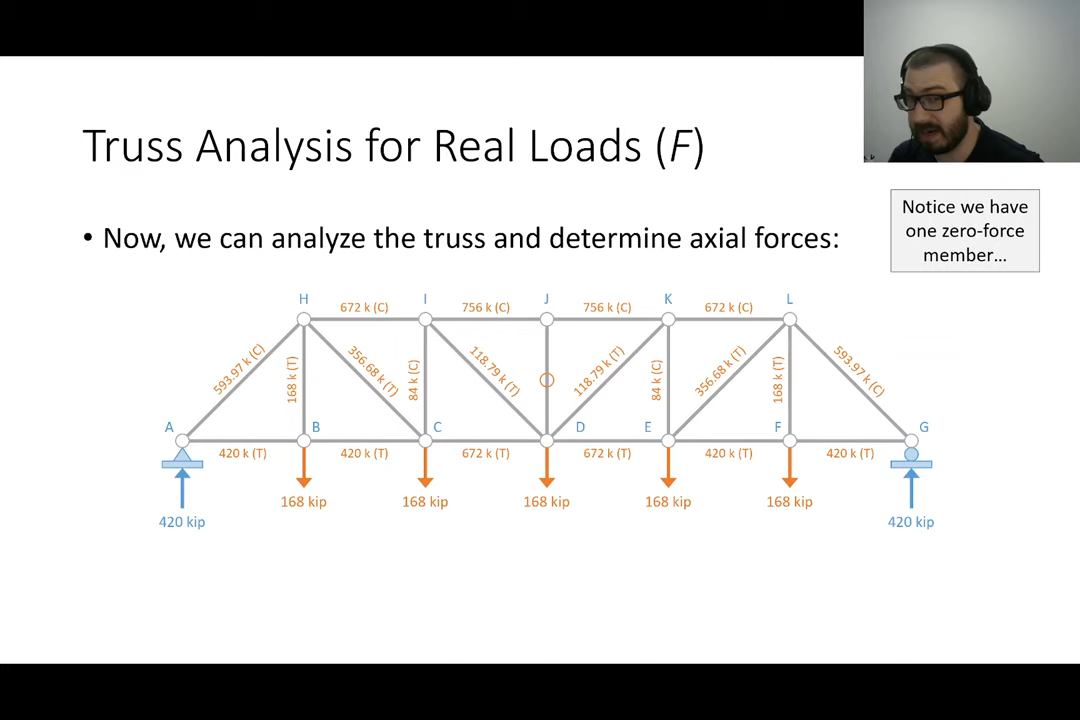 Truss Analysis for Real Loads (F)
Notice we have
one zero-force
member...
• Now, we can analyze the truss and determine axial forces:
H
I
J
K
L
672 k (C)
756 k (C)
756 k (C)
672 k (C)
593.97 k (C)
168 k (T)
356.68 k (T)
84 k (C)
118.79 k (T)
118.79 k (T)
84 k (C)
356.68 k (T)
168 k (T)
593.97 k (C)
A
B
C
D
E
F
G
420 k (T)
420 k (T)
672 k (T)
672 k (T)
420 k (T)
420 k (T)
168 kip
168 kip
168 kip
168 kip
168 kip
420 kip
420 kip